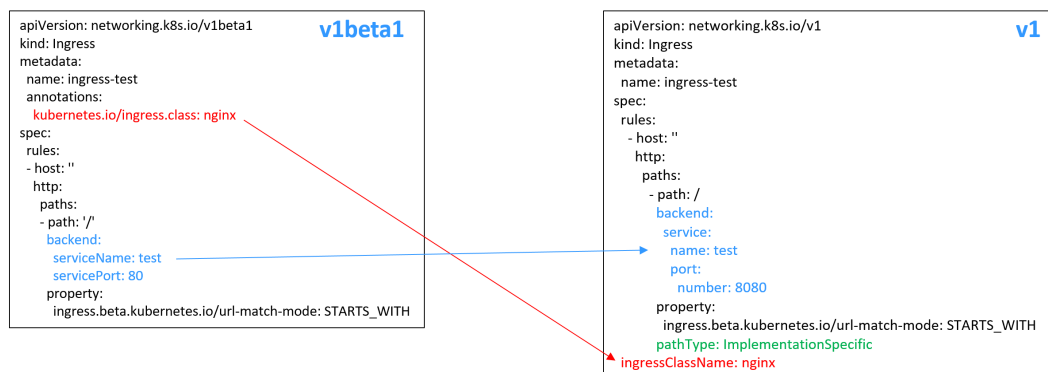 v1beta1
apiVersion: networking.k8s.io/v1beta1
kind: Ingress
metadata:
name: ingress-test
annotations:
kubernetes.io/ingress.class: nginx
spec:
rules:
- host: ''
http:
paths:
- path: '/'
backend:
serviceName: test
servicePort: 80
property:
ingress.beta.kubernetes.io/url-match-mode: STARTS_WITH
v1
apiVersion: networking.k8s.io/v1
kind: Ingress
metadata:
name: ingress-test
spec:
rules:
- host: ''
http:
paths:
- path: /
backend:
service:
name: test
port:
number: 8080
property:
ingress.beta.kubernetes.io/url-match-mode: STARTS_WITH
pathType: ImplementationSpecific
ingressClassName: nginx